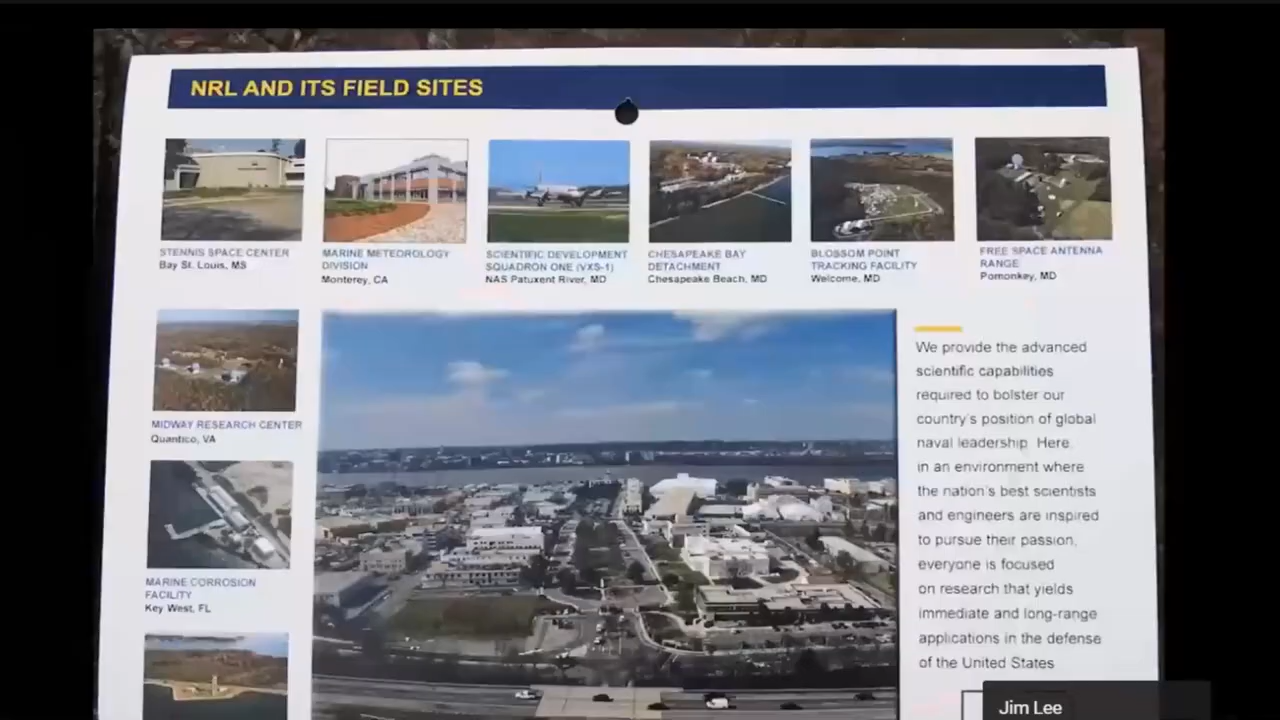 NRL AND ITS FIELD SITES
STENNIS SPACE CENTER
Bay St. Louis, MS
MARINE METEOROLOGY
DIVISION
Monterey, CA
SCIENTIFIC DEVELOPMENT
SQUADRON ONE (VXS-1)
NAS Patuxent River, MD
CHESAPEAKE BAY
DETACHMENT
Chesapeake Beach, MD
BLOSSOM POINT
TRACKING FACILITY
Welcome, MD
FREE SPACE ANTENNA
RANGE
Pomonkey, MD
MIDWAY RESEARCH CENTER
Quantico, VA
MARINE CORROSION
FACILITY
Key West, FL
We provide the advanced
scientific capabilities
required to bolster our
country's position of global
naval leadership. Here,
in an environment where
the nation's best scientists
and engineers are inspired
to pursue their passion,
everyone is focused
on research that yields
immediate and long-range
applications in the defense
of the United States
Jim Lee